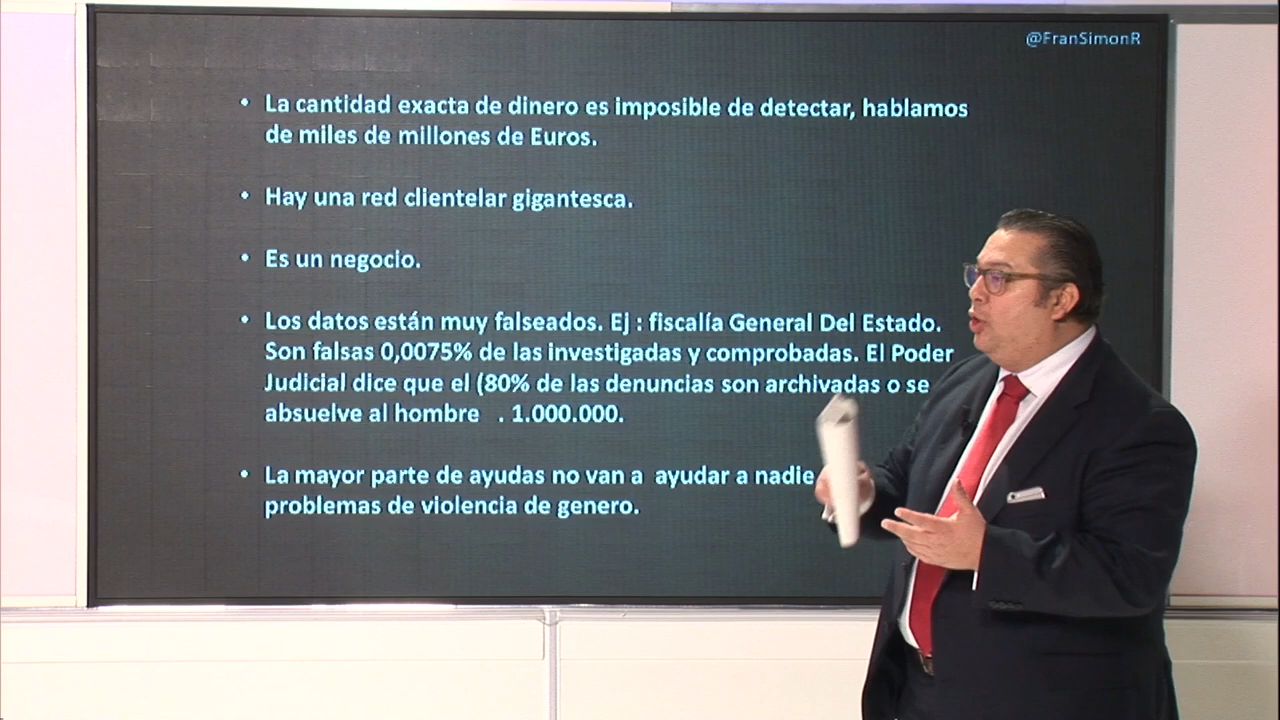 @FranSimonR
• La cantidad exacta de dinero es imposible de detectar, hablamos
de miles de millones de Euros.
• Hay una red clientelar gigantesca.
• Es un negocio.
• Los datos están muy falseados. Ej : fiscalía General Del Estado.
Son falsas 0,0075% de las investigadas y comprobadas. El Poder
Judicial dice que el (80% de las denuncias son archivadas o se
absuelve al hombre . 1.000.000.
• La mayor parte de ayudas no van a ayudar a nadie
problemas de violencia de genero.